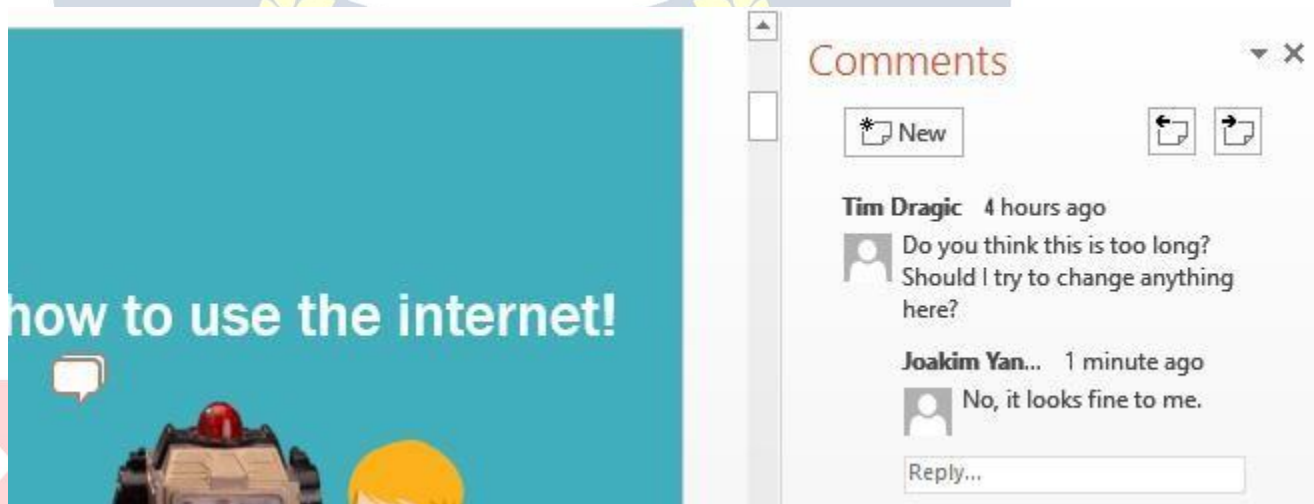 Comments
New
Tim Dragic 4 hours ago
Do you think this is too long?
Should I try to change anything
here?
how to use the internet!
Joakim Yan... 1 minute ago
No, it looks fine to me.
Reply...